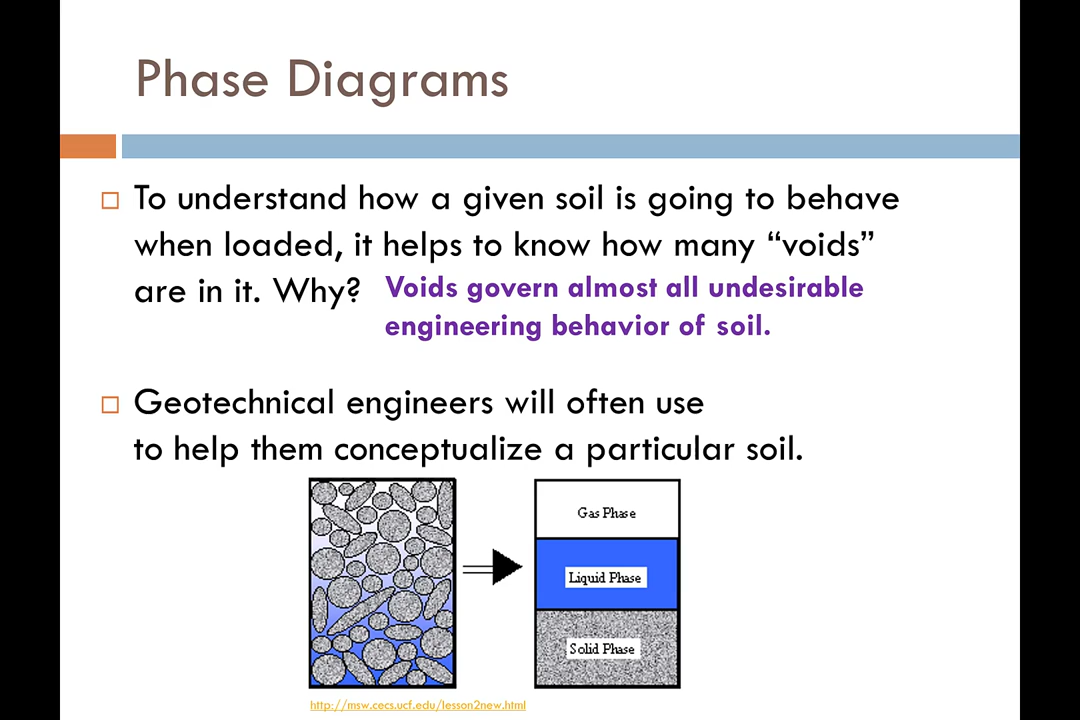 Phase Diagrams
To understand how a given soil is going to behave
when loaded, it helps to know how many “voids”
are in it. Why? Voids govern almost all undesirable
engineering behavior of soil.
Geotechnical engineers will often use
to help them conceptualize a particular soil.
Gas Phase
Liquid Phase
Solid Phase
http://msw.cecs.ucf.edu/lesson2new.html